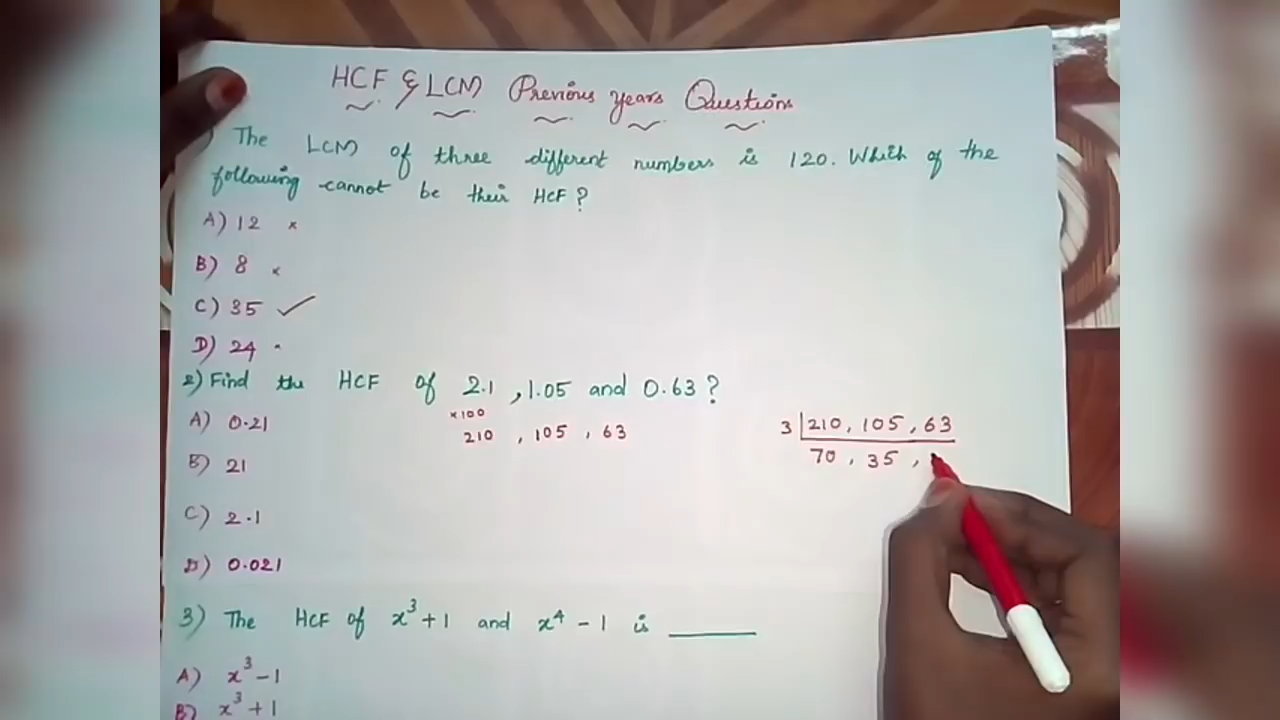 HCF & LCM Previous years Questions
) The LCM of three different numbers is 120. Which of the
following cannot be their HCF?
A) 12 ×
B) 8 ×
C) 35 ✓
D) 24
2) Find the HCF of 2.1, 1.05 and 0.63?
×100
210, 105, 63
A) 0.21
B) 21
C) 2.1
D) 0.021
3 | 210, 105, 63
70, 35,
3) The HCF of x³+1 and x⁴-1 is ______
A) x³-1
B) x³+1